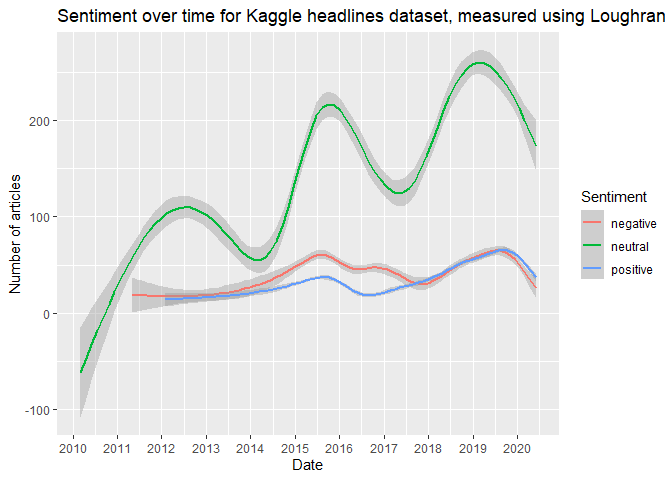 Sentiment over time for Kaggle headlines dataset, measured using Loughran
Number of articles
200
100
0
-100
2010 2011 2012 2013 2014 2015 2016 2017 2018 2019 2020
Date
Sentiment
negative
neutral
positive